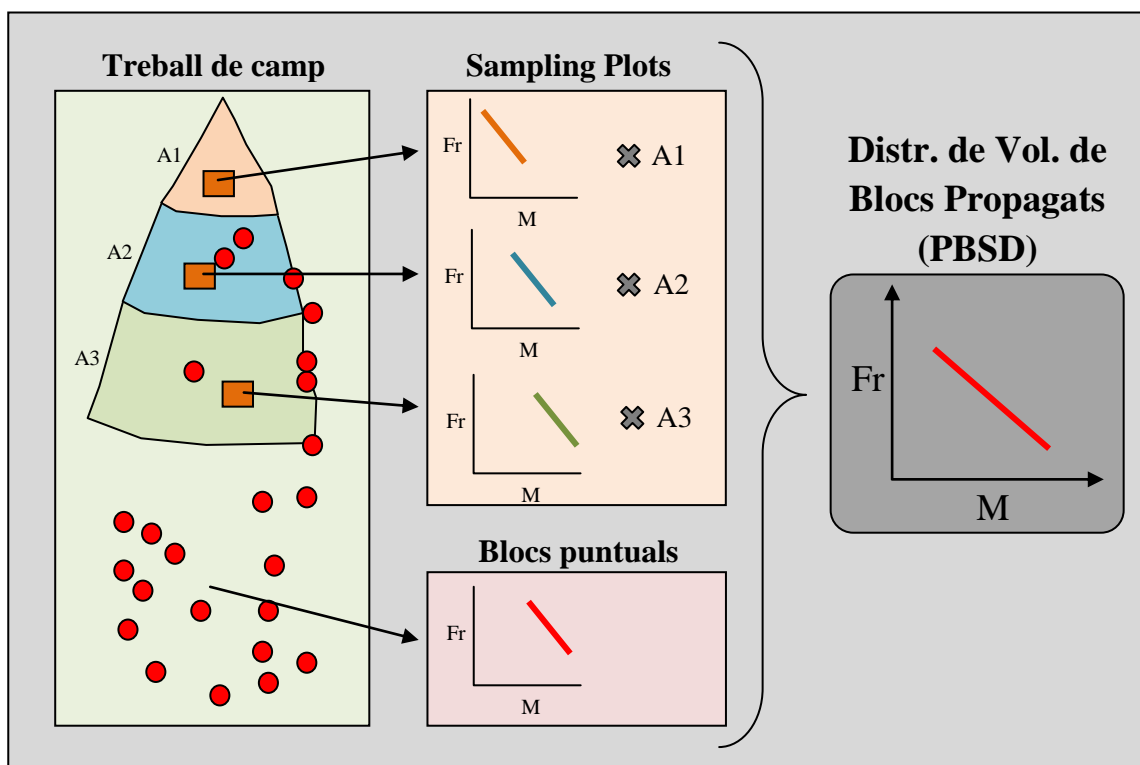 Treball de camp
A1
A2
A3
Sampling Plots
Fr
M
A1
Fr
M
A2
Fr
M
A3
Blocs puntuals
Fr
M
Distr. de Vol. de
Blocs Propagats
(PBSD)
Fr
M